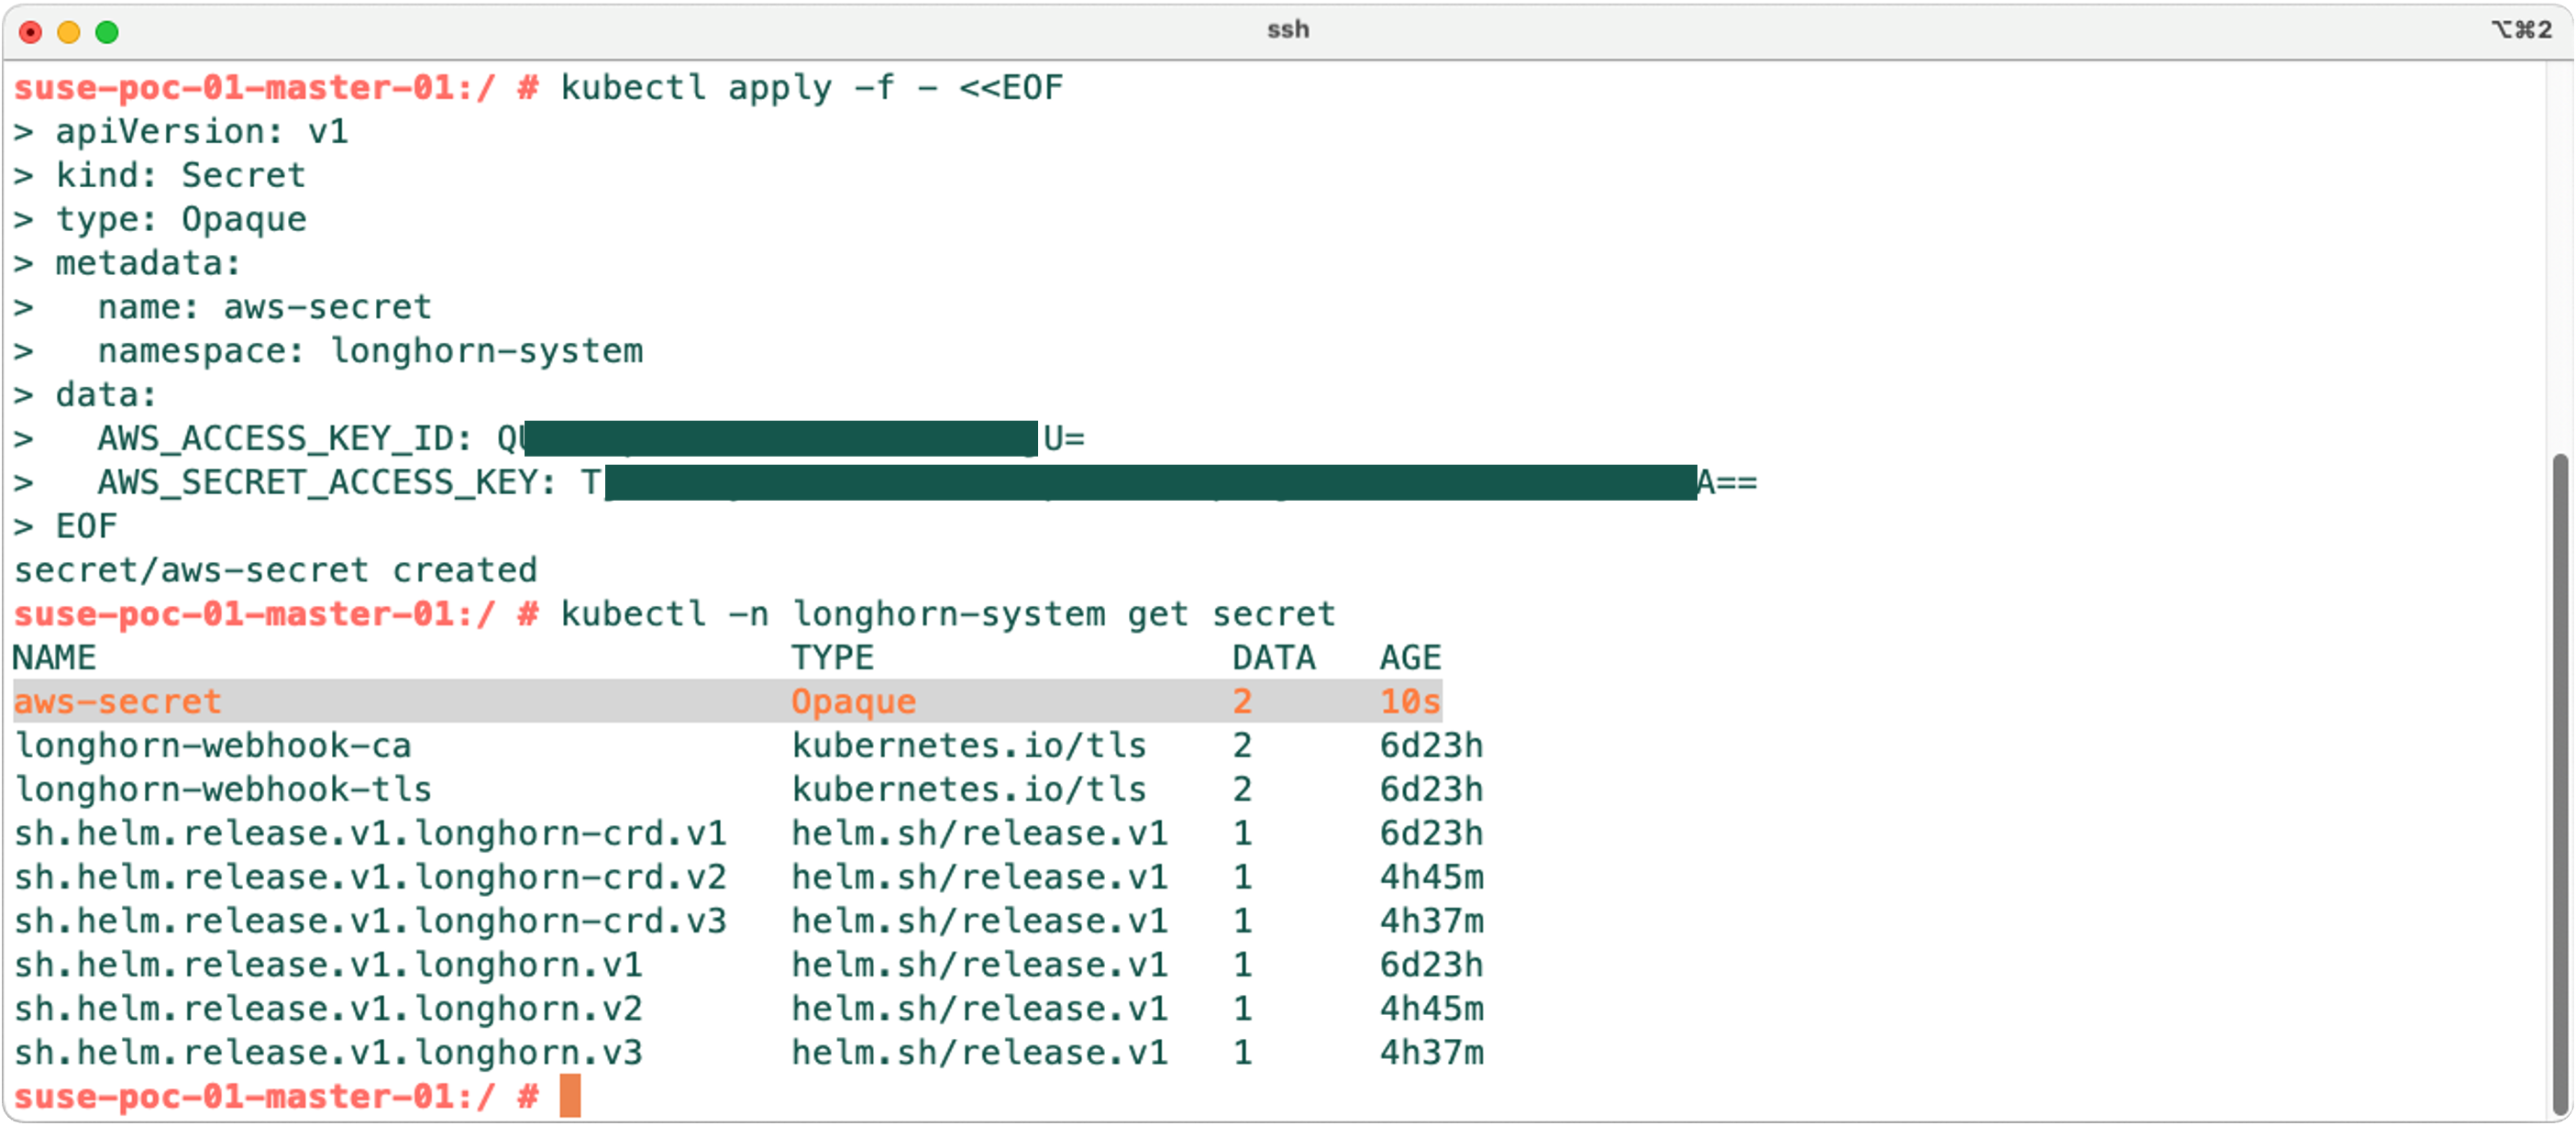 ssh
⌥⌘2
suse-poc-01-master-01:/ # kubectl apply -f - <<EOF
> apiVersion: v1
> kind: Secret
> type: Opaque
> metadata:
>   name: aws-secret
>   namespace: longhorn-system
> data:
>   AWS_ACCESS_KEY_ID: QU U=
>   AWS_SECRET_ACCESS_KEY: T A==
> EOF
secret/aws-secret created
suse-poc-01-master-01:/ # kubectl -n longhorn-system get secret
NAME                                 TYPE                 DATA   AGE
aws-secret                           Opaque               2      10s
longhorn-webhook-ca                  kubernetes.io/tls    2      6d23h
longhorn-webhook-tls                 kubernetes.io/tls    2      6d23h
sh.helm.release.v1.longhorn-crd.v1   helm.sh/release.v1   1      6d23h
sh.helm.release.v1.longhorn-crd.v2   helm.sh/release.v1   1      4h45m
sh.helm.release.v1.longhorn-crd.v3   helm.sh/release.v1   1      4h37m
sh.helm.release.v1.longhorn.v1       helm.sh/release.v1   1      6d23h
sh.helm.release.v1.longhorn.v2       helm.sh/release.v1   1      4h45m
sh.helm.release.v1.longhorn.v3       helm.sh/release.v1   1      4h37m
suse-poc-01-master-01:/ #